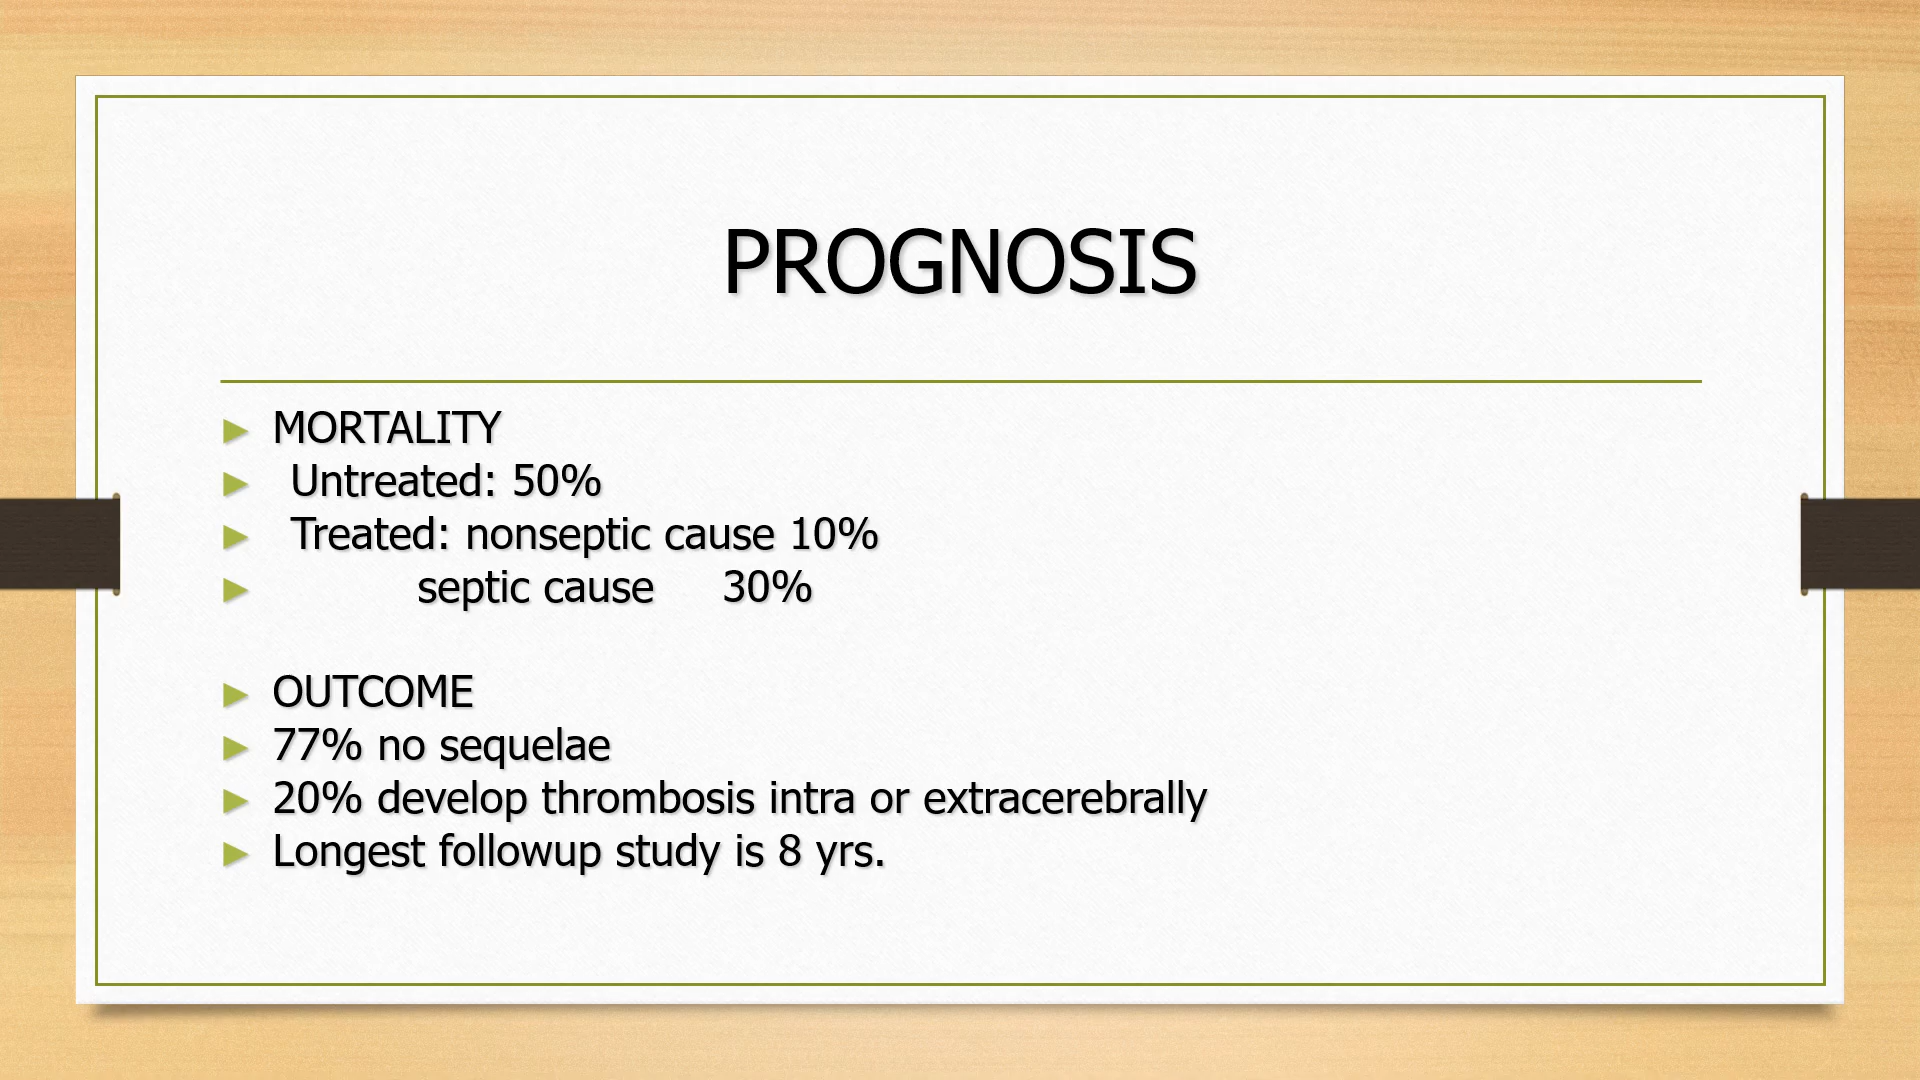 PROGNOSIS
MORTALITY
Untreated: 50%
Treated: nonseptic cause 10%
septic cause 30%
OUTCOME
77% no sequelae
20% develop thrombosis intra or extracerebrally
Longest followup study is 8 yrs.